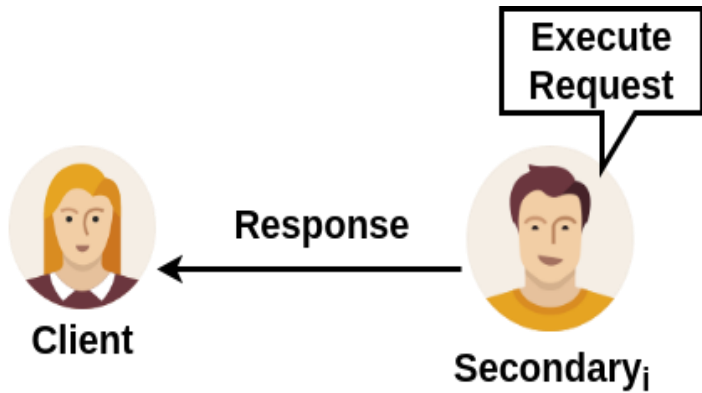 Execute
Request
Response
Client
Secondaryᵢ